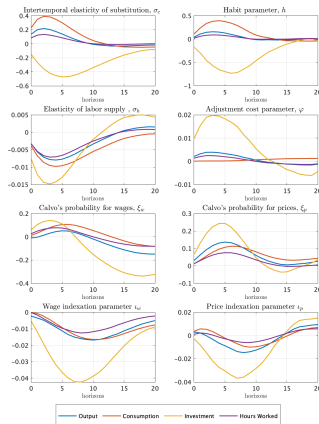 Intertemporal elasticity of substitution, σc
0.4
0.2
0
−0.2
−0.4
−0.6
0 5 10 15 20
horizons
Habit parameter, h
0.5
0
−0.5
−1
0 5 10 15 20
horizons
Elasticity of labor supply , σh
0.005
0
−0.005
−0.01
−0.015
0 5 10 15 20
horizons
Adjustment cost parameter, φ
0.02
0.01
0
−0.01
0 5 10 15 20
horizons
Calvo's probability for wages, ξw
0.4
0.2
0
−0.2
−0.4
0 5 10 15 20
horizons
Calvo's probability for prices, ξp
0.3
0.2
0.1
0
−0.1
0 5 10 15 20
horizons
Wage indexation parameter ιw
0
−0.01
−0.02
−0.03
−0.04
0 5 10 15 20
horizons
Price indexation parameter ιp
0.02
0
−0.02
−0.04
0 5 10 15 20
horizons
Output Consumption Investment Hours Worked